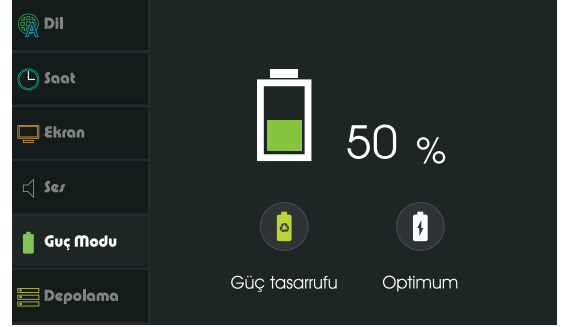 Dil
Saat
Ekran
Ses
Guç Modu
Depolama
50 %
Güç tasarrufu
Optimum